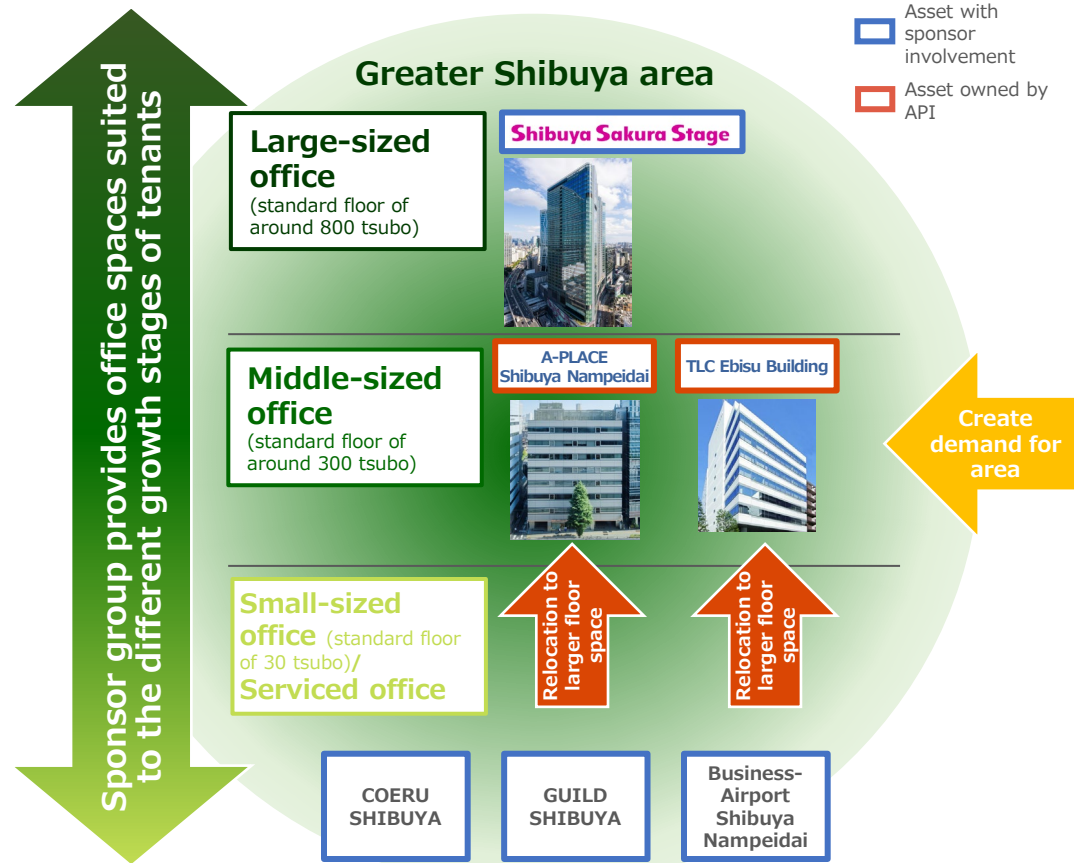 Asset with
sponsor
involvement
Asset owned by
API
Sponsor group provides office spaces suited
to the different growth stages of tenants
Greater Shibuya area
Large-sized
office
(standard floor of
around 800 tsubo)
Shibuya Sakura Stage
Middle-sized
office
(standard floor of
around 300 tsubo)
A-PLACE
Shibuya Nampeidai
TLC Ebisu Building
Create
demand for
area
Small-sized
office (standard floor
of 30 tsubo)/
Serviced office
Relocation to
larger floor
space
Relocation to
larger floor
space
COERU
SHIBUYA
GUILD
SHIBUYA
Business-
Airport
Shibuya
Nampeidai